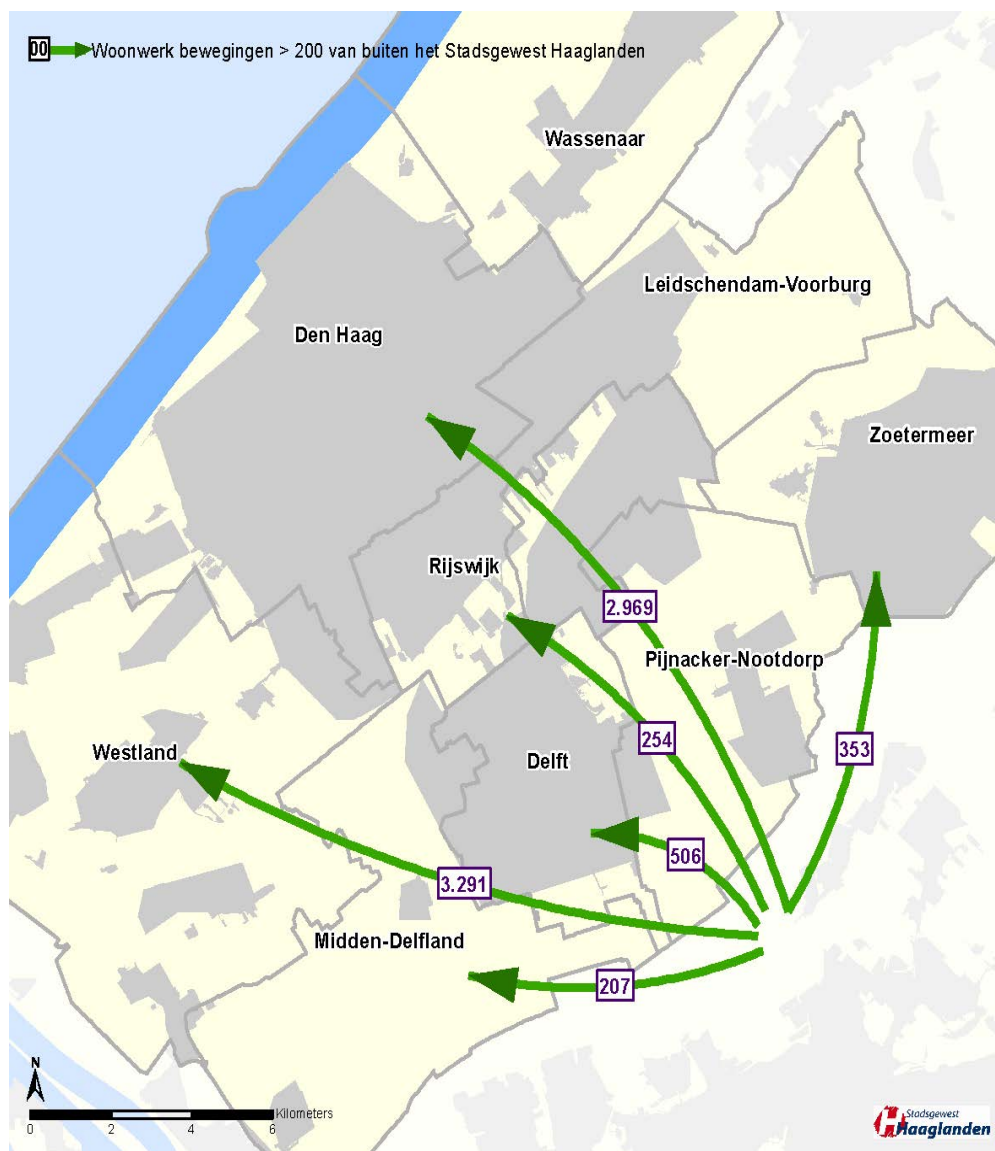 00 Woonwerk bewegingen > 200 van buiten het Stadsgewest Haaglanden
Wassenaar
Leidschendam-Voorburg
Den Haag
Zoetermeer
Rijswijk
2.969
Pijnacker-Nootdorp
254
353
Westland
Delft
506
3.291
Midden-Delfland
207
N
Kilometers
0 2 4 6
Stadsgewest
Haaglanden